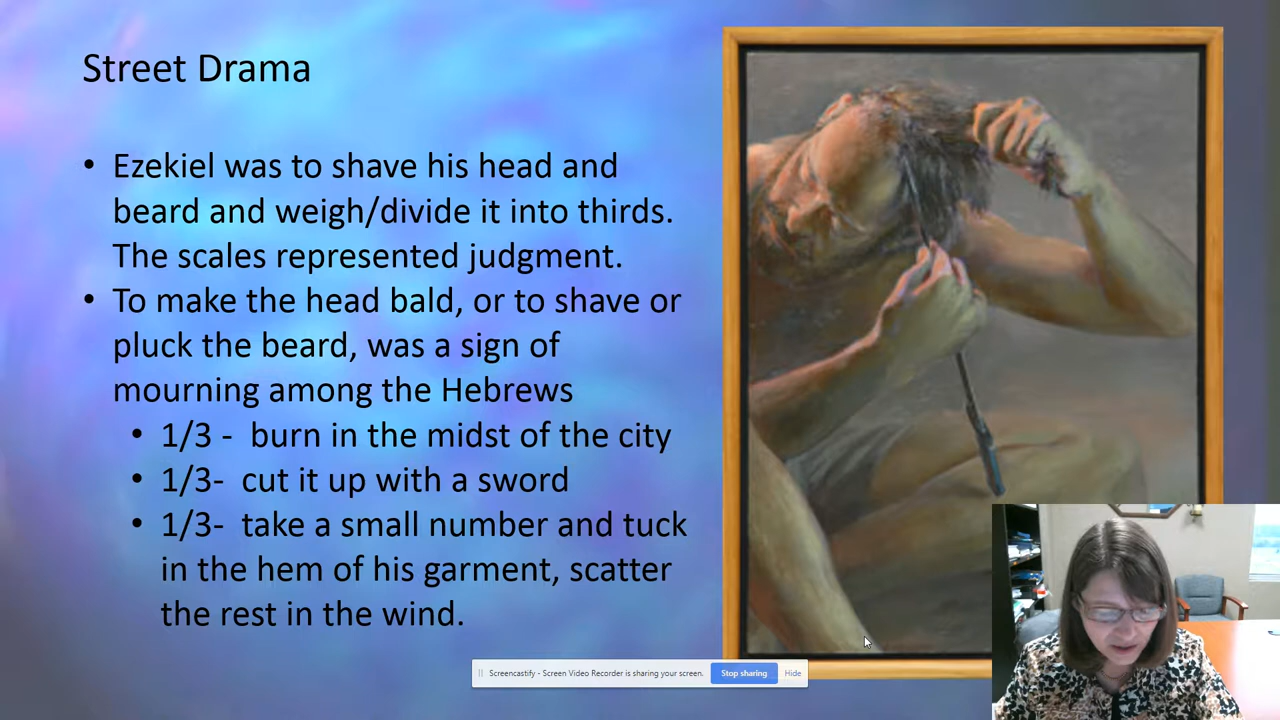 Street Drama
• Ezekiel was to shave his head and
beard and weigh/divide it into thirds.
The scales represented judgment.
• To make the head bald, or to shave or
pluck the beard, was a sign of
mourning among the Hebrews
• 1/3 -  burn in the midst of the city
• 1/3-  cut it up with a sword
• 1/3-  take a small number and tuck
in the hem of his garment, scatter
the rest in the wind.
Screencastify - Screen Video Recorder is sharing your screen. Stop sharing Hide